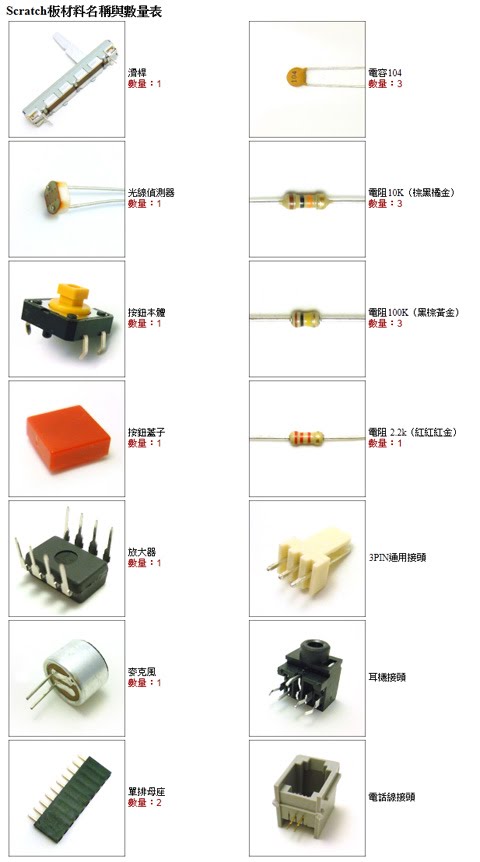 Scratch板材料名稱與數量表
滑桿
數量：1
電容104
數量：3
光線偵測器
數量：1
電阻10K（棕黑橘金）
數量：3
按鈕本體
數量：1
電阻100K（黑棕黃金）
數量：3
按鈕蓋子
數量：1
電阻 2.2k（紅紅紅金）
數量：1
放大器
數量：1
3PIN通用接頭
麥克風
數量：1
耳機接頭
單排母座
數量：2
電話線接頭